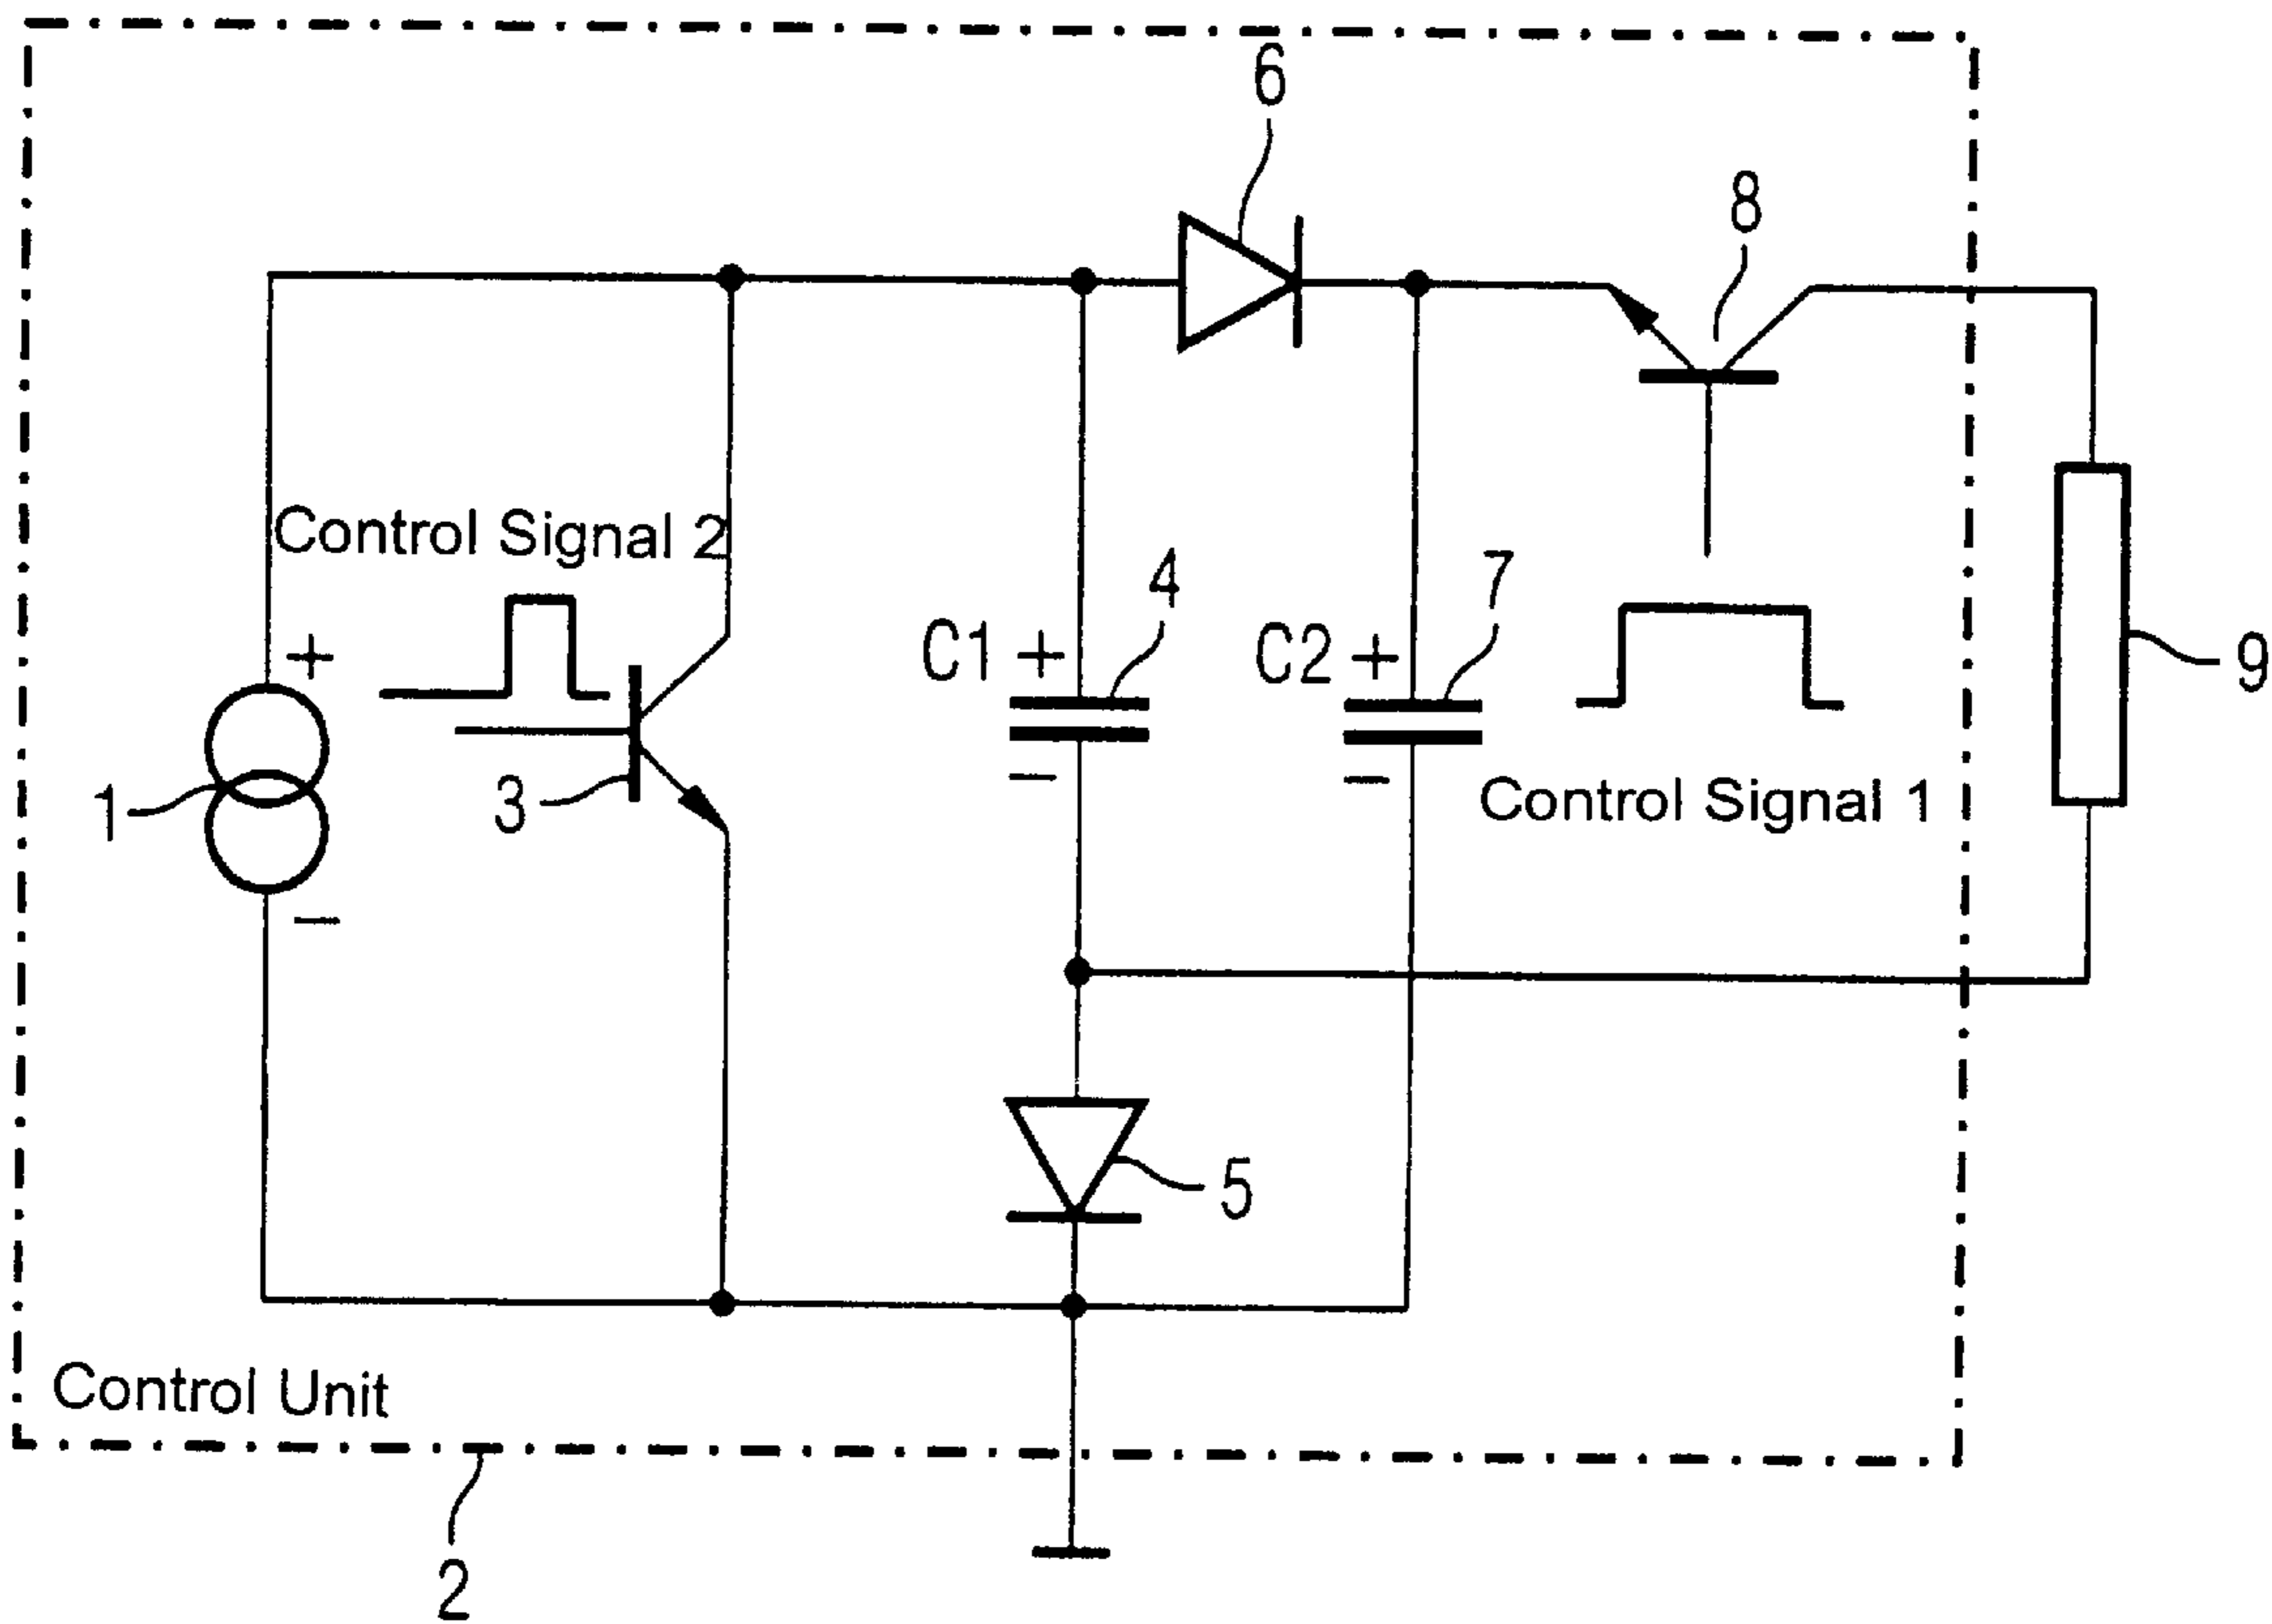 6
8
Control Signal 2
4
7
C1 +
C2 +
+
9
1
3
−
−
Control Signal 1
−
5
Control Unit
2